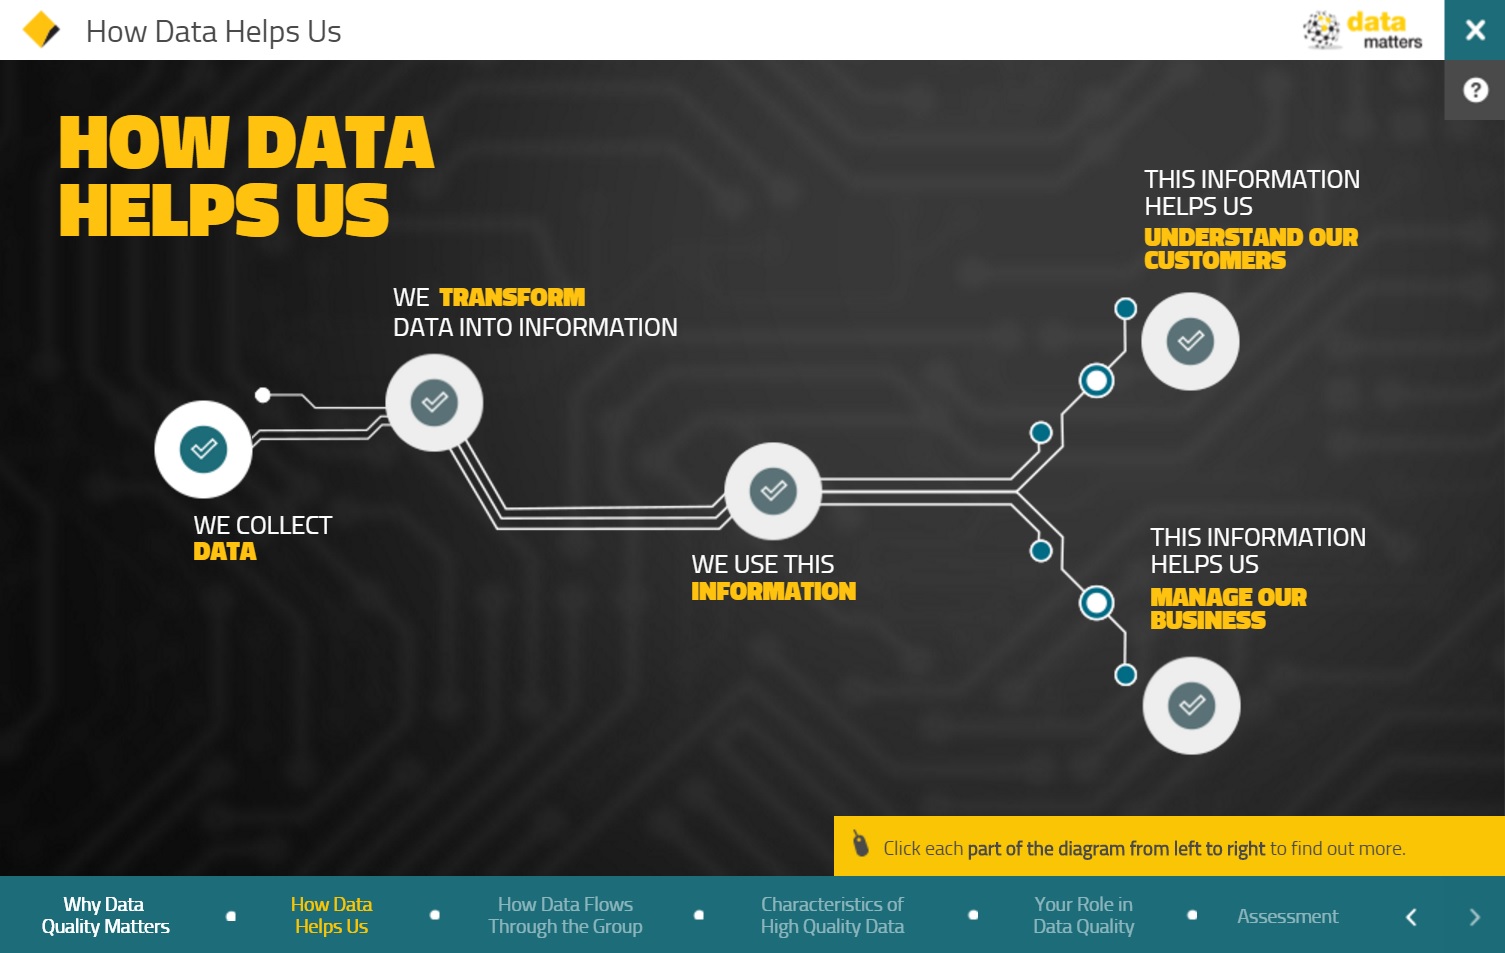 How Data Helps Us
data
matters
HOW DATA
HELPS US
WE TRANSFORM
DATA INTO INFORMATION
WE COLLECT
DATA
WE USE THIS
INFORMATION
THIS INFORMATION
HELPS US
UNDERSTAND OUR
CUSTOMERS
THIS INFORMATION
HELPS US
MANAGE OUR
BUSINESS
Click each part of the diagram from left to right to find out more.
Why Data
Quality Matters
How Data
Helps Us
How Data Flows
Through the Group
Characteristics of
High Quality Data
Your Role in
Data Quality
Assessment